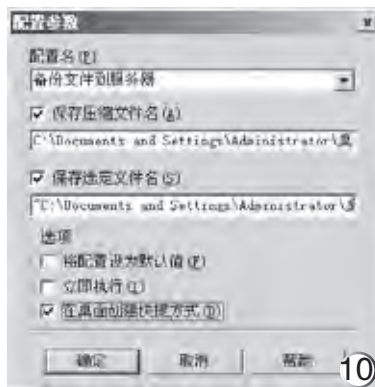 配置参数
配置名(P)
备份文件到服务器
保存压缩文件名(A)
C:\Documents and Settings\Administrator\桌
保存选定文件名(S)
"C:\Documents and Settings\Administrator\桌
选项
将配置设为默认值(F)
立即执行(I)
在桌面创建快捷方式(D)
确定
取消
帮助
10